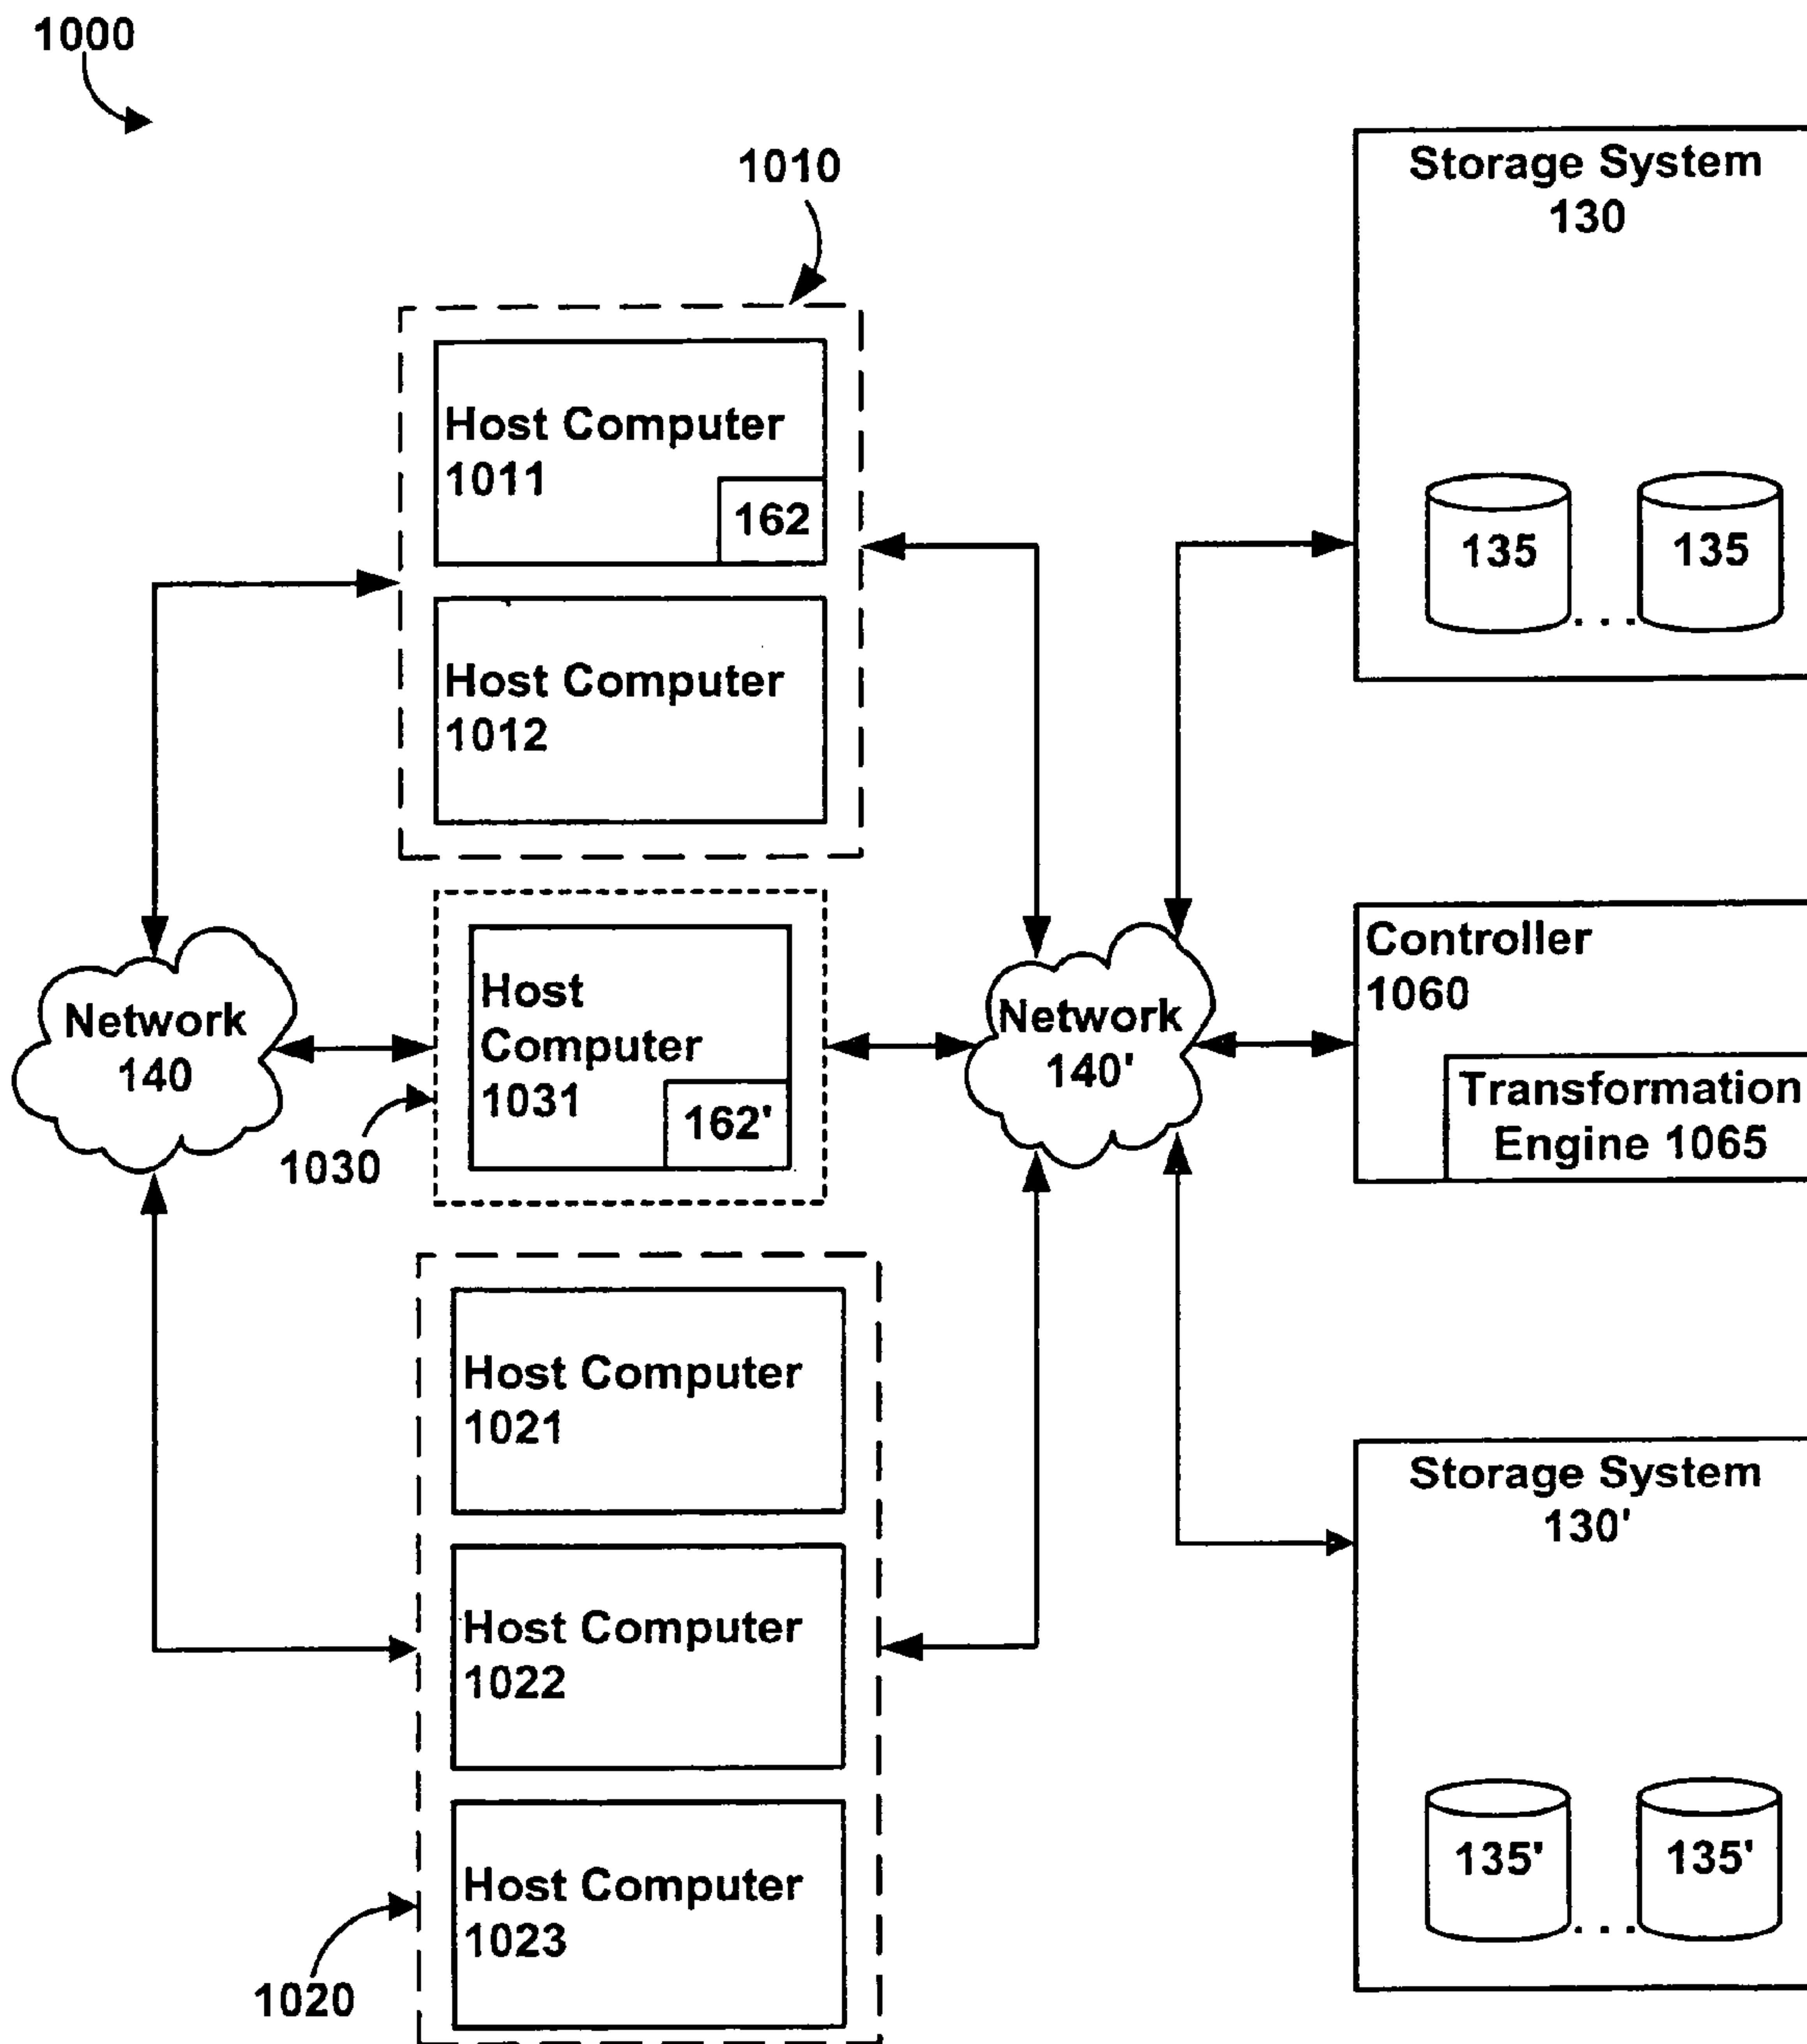 1000
1010
Storage System
130
135
135
. . .
Host Computer
1011
162
Host Computer
1012
Network
140
Host
Computer
1031
162'
1030
Network
140'
Controller
1060
Transformation
Engine 1065
Host Computer
1021
Host Computer
1022
Host Computer
1023
1020
Storage System
130'
135'
135'
. . .